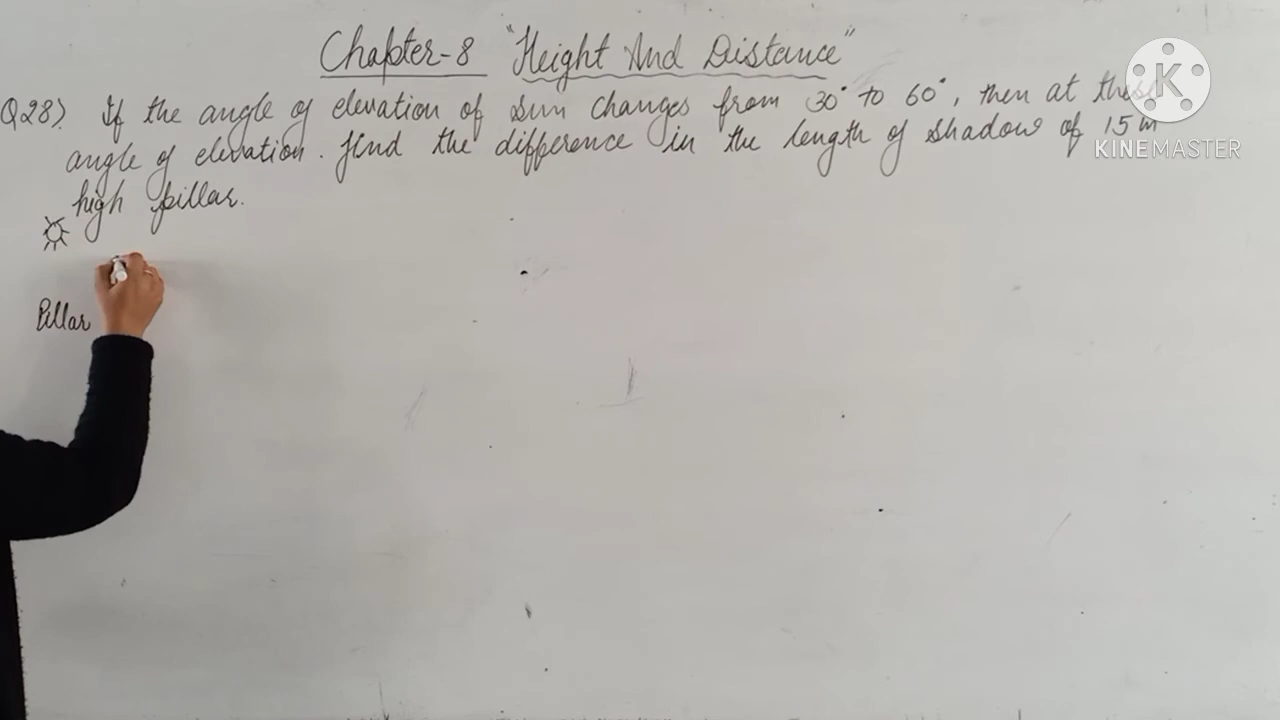 Chapter-8 "Height And Distance"
Q28). If the angle of elevation of sun changes from 30° to 60°, then at these
angle of elevation. find the difference in the length of shadow of 15m
high pillar.
Pillar
K
KINEMASTER